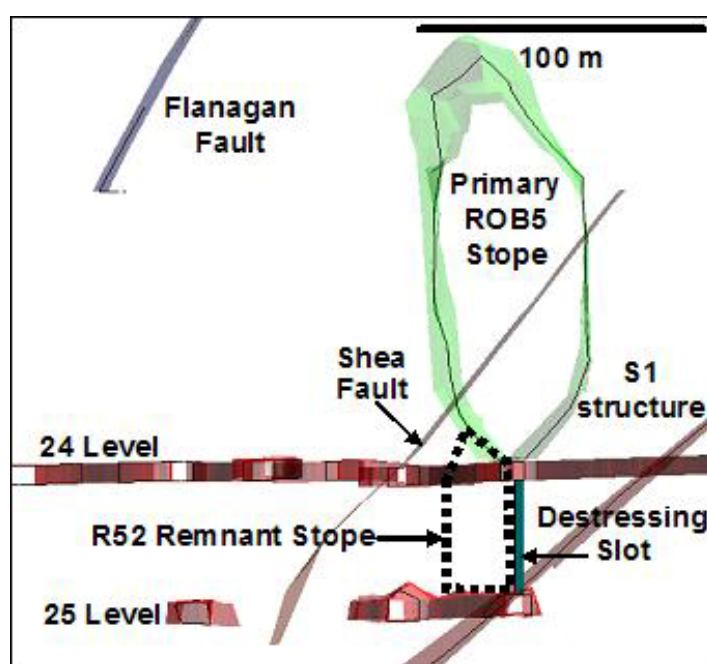 100 m
Flanagan
Fault
Primary
ROB5
Stope
Shea
Fault
S1
structure
24 Level
R52 Remnant Stope
Destressing
Slot
25 Level